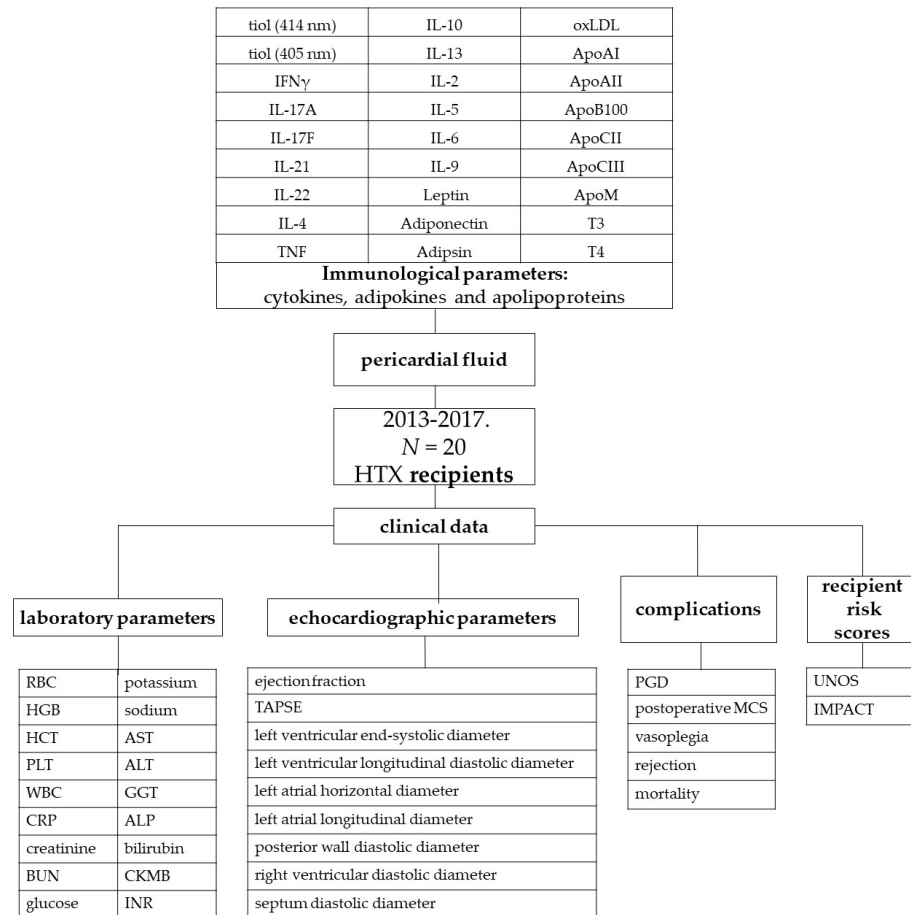 tiol (414 nm) IL-10 oxLDL
tiol (405 nm) IL-13 ApoAI
IFNγ IL-2 ApoAII
IL-17A IL-5 ApoB100
IL-17F IL-6 ApoCII
IL-21 IL-9 ApoCIII
IL-22 Leptin ApoM
IL-4 Adiponectin T3
TNF Adipsin T4
Immunological parameters:
cytokines, adipokines and apolipoproteins
pericardial fluid
2013-2017.
N = 20
HTX recipients
clinical data
laboratory parameters
RBC potassium
HGB sodium
HCT AST
PLT ALT
WBC GGT
CRP ALP
creatinine bilirubin
BUN CKMB
glucose INR
echocardiographic parameters
ejection fraction
TAPSE
left ventricular end-systolic diameter
left ventricular longitudinal diastolic diameter
left atrial horizontal diameter
left atrial longitudinal diameter
posterior wall diastolic diameter
right ventricular diastolic diameter
septum diastolic diameter
complications
PGD
postoperative MCS
vasoplegia
rejection
mortality
recipient
risk
scores
UNOS
IMPACT